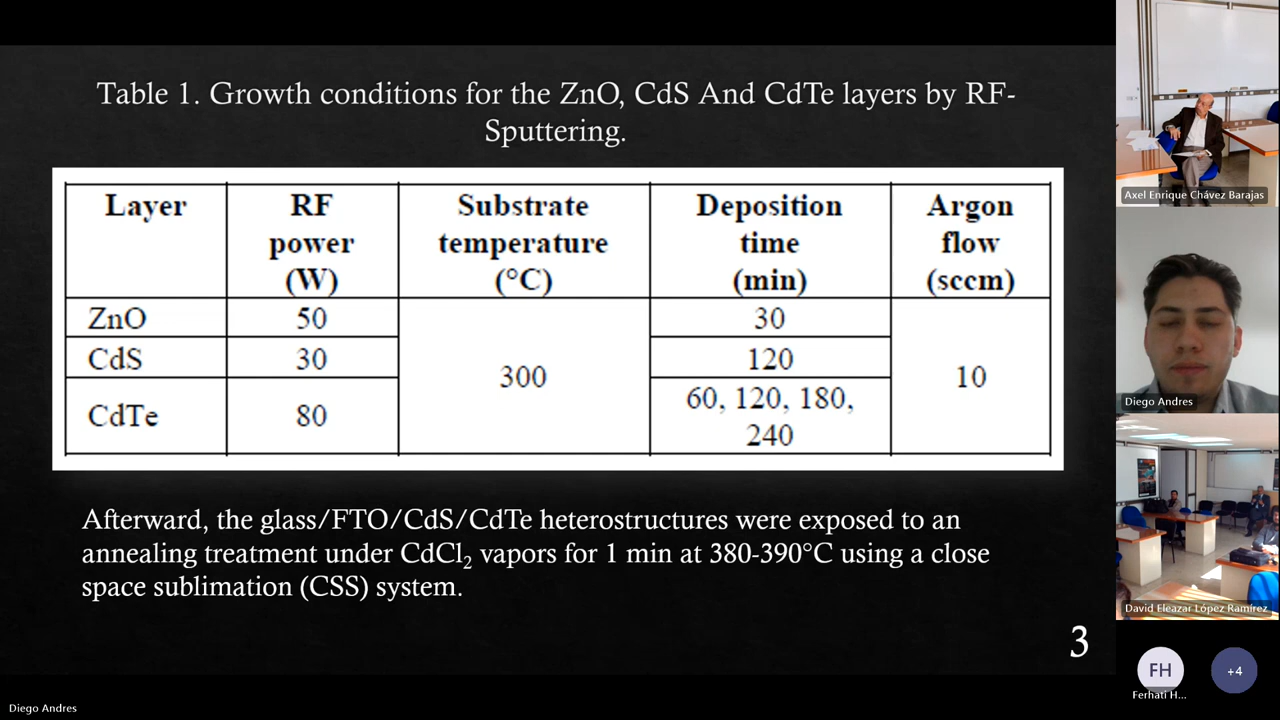 Table 1. Growth conditions for the ZnO, CdS And CdTe layers by RF-
Sputtering.
Layer
RF
power
(W)
Substrate
temperature
(°C)
Deposition
time
(min)
Argon
flow
(sccm)
ZnO
50
300
30
10
CdS
30
120
CdTe
80
60, 120, 180,
240
Afterward, the glass/FTO/CdS/CdTe heterostructures were exposed to an
annealing treatment under CdCl₂ vapors for 1 min at 380-390°C using a close
space sublimation (CSS) system.
3
Axel Enrique Chávez Barajas
Diego Andres
David Eleazar López Ramírez
FH
Ferhati H...
+4
Diego Andres